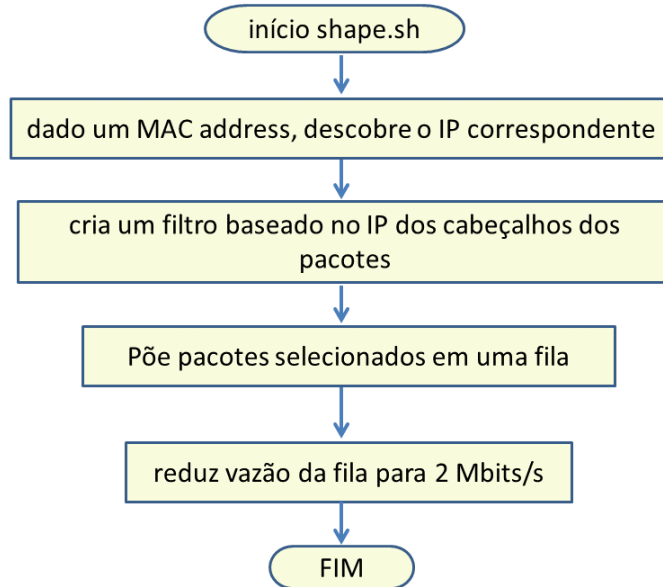 início shape.sh
dado um MAC address, descobre o IP correspondente
cria um filtro baseado no IP dos cabeçalhos dos
pacotes
Põe pacotes selecionados em uma fila
reduz vazão da fila para 2 Mbits/s
FIM